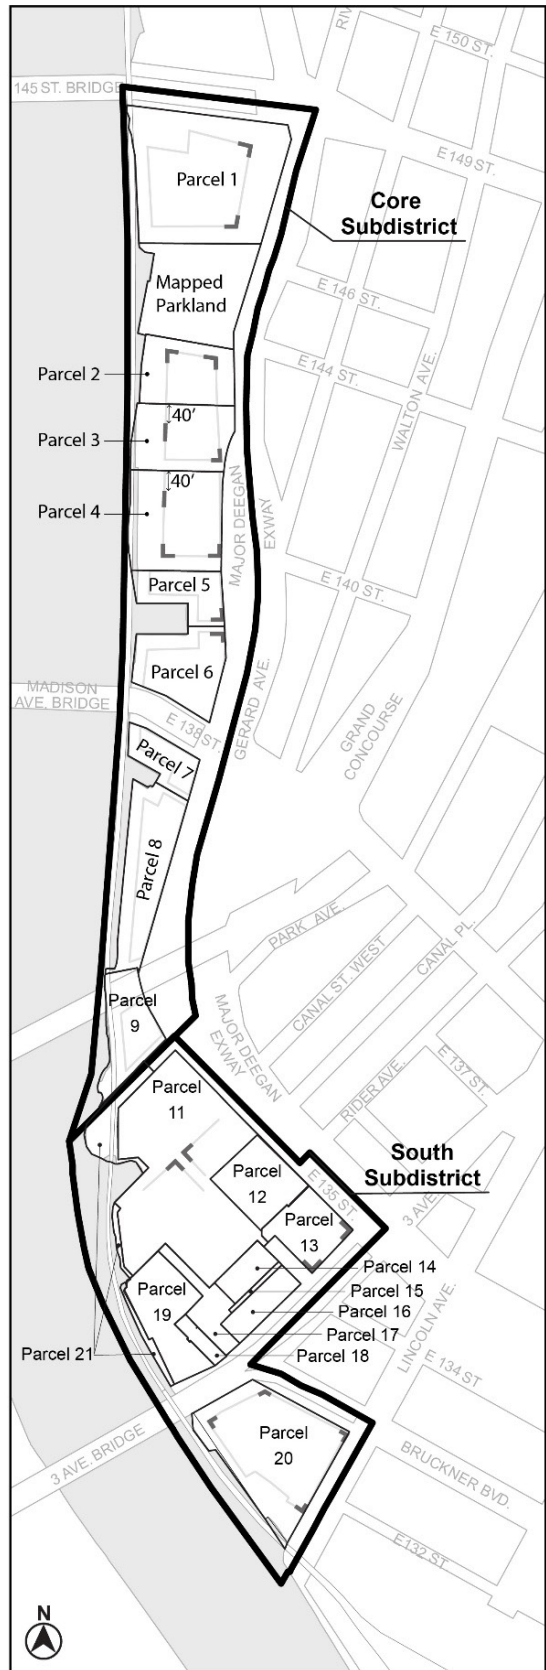 RIV
E 150 ST.
145 ST. BRIDGE
E 149 ST.
Parcel 1
Core
Subdistrict
Mapped
Parkland
E 146 ST.
E 144 ST.
WALTON AVE.
Parcel 2
40'
Parcel 3
40'
Parcel 4
MAJOR DEEGAN
EXWAY
Parcel 5
E 140 ST.
Parcel 6
MADISON
AVE. BRIDGE
E 138 ST.
GERARD AVE.
GRAND
CONCOURSE
Parcel 7
Parcel 8
PARK AVE.
CANAL ST. WEST
CANAL PL.
Parcel
9
MAJOR DEEGAN
EXWAY
RIDER AVE.
E 137 ST.
Parcel
11
South
Subdistrict
Parcel
12
E 135 ST.
3 AVE.
Parcel
13
Parcel 14
Parcel 15
Parcel
19
Parcel 16
Parcel 17
Parcel 18
Parcel 21
LINCOLN AVE.
E 134 ST
3 AVE. BRIDGE
Parcel
20
BRUCKNER BVD.
E 132 ST.
N